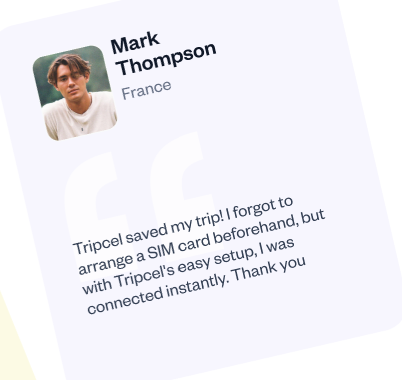 Mark
Thompson
France
Tripcel saved my trip! I forgot to
arrange a SIM card beforehand, but
with Tripcel's easy setup, I was
connected instantly. Thank you